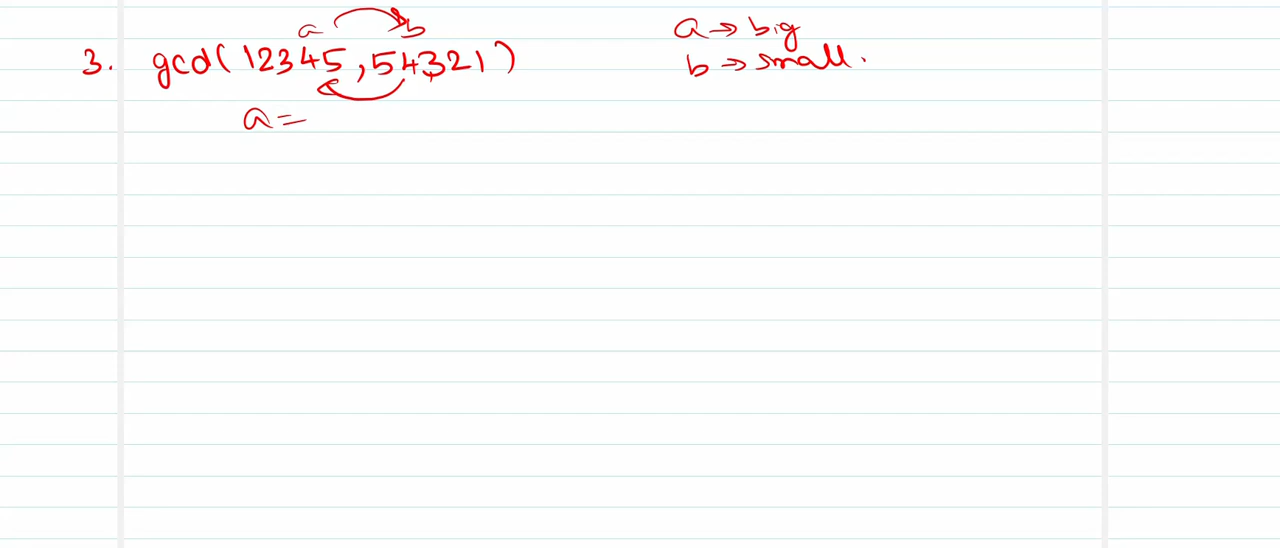 a b
3. gcd(12345,54321)
a=
a → big
b → small.